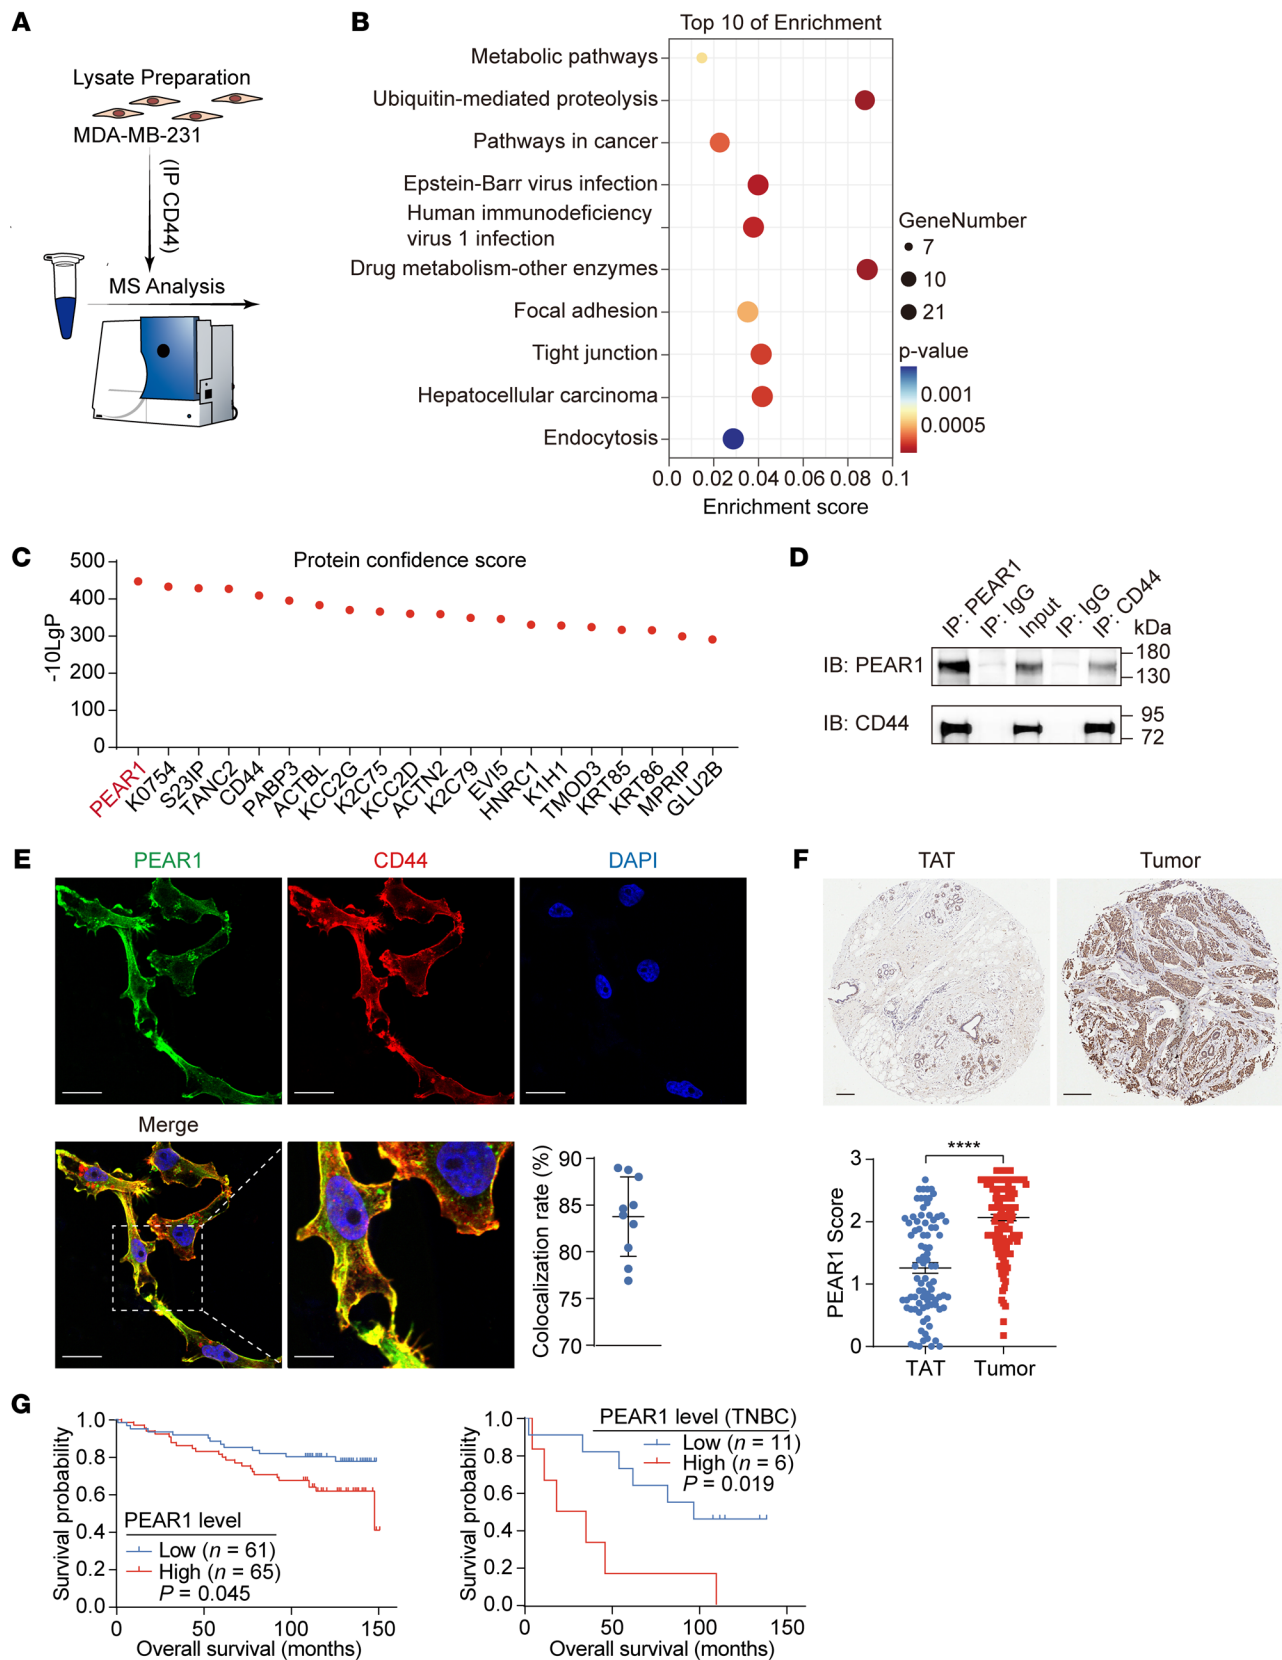 A
Lysate Preparation
MDA-MB-231
(IP CD44)
MS Analysis
B
Top 10 of Enrichment
Metabolic pathways
Ubiquitin-mediated proteolysis
Pathways in cancer
Epstein-Barr virus infection
Human immunodeficiency
virus 1 infection
Drug metabolism-other enzymes
Focal adhesion
Tight junction
Hepatocellular carcinoma
Endocytosis
0.0 0.02 0.04 0.06 0.08 0.1
Enrichment score
GeneNumber
7
10
21
p-value
0.001
0.0005
C
Protein confidence score
-10LgP
500
400
300
200
100
0
PEAR1
K0754
S23IP
TANC2
CD44
PABP3
ACTBL
KCC2G
K2C75
KCC2D
ACTN2
K2C79
EVI5
HNRC1
K1H1
TMOD3
KRT85
KRT86
MPRIP
GLU2B
D
IP: PEAR1
IP: IgG
Input
IP: IgG
IP: CD44
kDa
IB: PEAR1
180
130
IB: CD44
95
72
E
PEAR1
CD44
DAPI
Merge
Colocalization rate (%)
90
85
80
75
70
F
TAT
Tumor
****
PEAR1 Score
3
2
1
0
TAT
Tumor
G
Survival probability
1.0
0.8
0.6
0.4
0.2
0.0
PEAR1 level
Low (n = 61)
High (n = 65)
P = 0.045
0 50 100 150
Overall survival (months)
Survival probability
1.0
0.8
0.6
0.4
0.2
0.0
PEAR1 level (TNBC)
Low (n = 11)
High (n = 6)
P = 0.019
0 50 100 150
Overall survival (months)